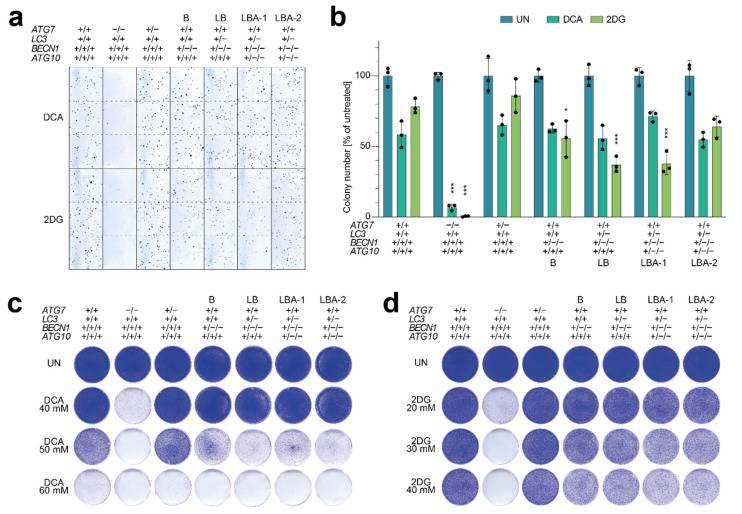 a
B LB LBA-1 LBA-2
ATG7 +/+ −/− +/− +/+ +/+ +/+ +/+
LC3 +/+ +/+ +/+ +/+ +/− +/− +/−
BECN1 +/+/+ +/+/+ +/+/+ +/−/− +/−/− +/−/− +/−/−
ATG10 +/+/+ +/+/+ +/+/+ +/+/+ +/+/+ +/−/− +/−/−
DCA
2DG
b
UN DCA 2DG
Colony number [% of untreated]
100
50
0
***
***
*
***
***
ATG7 +/+ −/− +/− +/+ +/+ +/+ +/+
LC3 +/+ +/+ +/+ +/+ +/− +/− +/−
BECN1 +/+/+ +/+/+ +/+/+ +/−/− +/−/− +/−/− +/−/−
ATG10 +/+/+ +/+/+ +/+/+ +/+/+ +/+/+ +/−/− +/−/−
B LB LBA-1 LBA-2
c
B LB LBA-1 LBA-2
ATG7 +/+ −/− +/− +/+ +/+ +/+ +/+
LC3 +/+ +/+ +/+ +/+ +/− +/− +/−
BECN1 +/+/+ +/+/+ +/+/+ +/−/− +/−/− +/−/− +/−/−
ATG10 +/+/+ +/+/+ +/+/+ +/+/+ +/+/+ +/−/− +/−/−
UN
DCA
40 mM
DCA
50 mM
DCA
60 mM
d
B LB LBA-1 LBA-2
ATG7 +/+ −/− +/− +/+ +/+ +/+ +/+
LC3 +/+ +/+ +/+ +/+ +/− +/− +/−
BECN1 +/+/+ +/+/+ +/+/+ +/−/− +/−/− +/−/− +/−/−
ATG10 +/+/+ +/+/+ +/+/+ +/+/+ +/+/+ +/−/− +/−/−
UN
2DG
20 mM
2DG
30 mM
2DG
40 mM